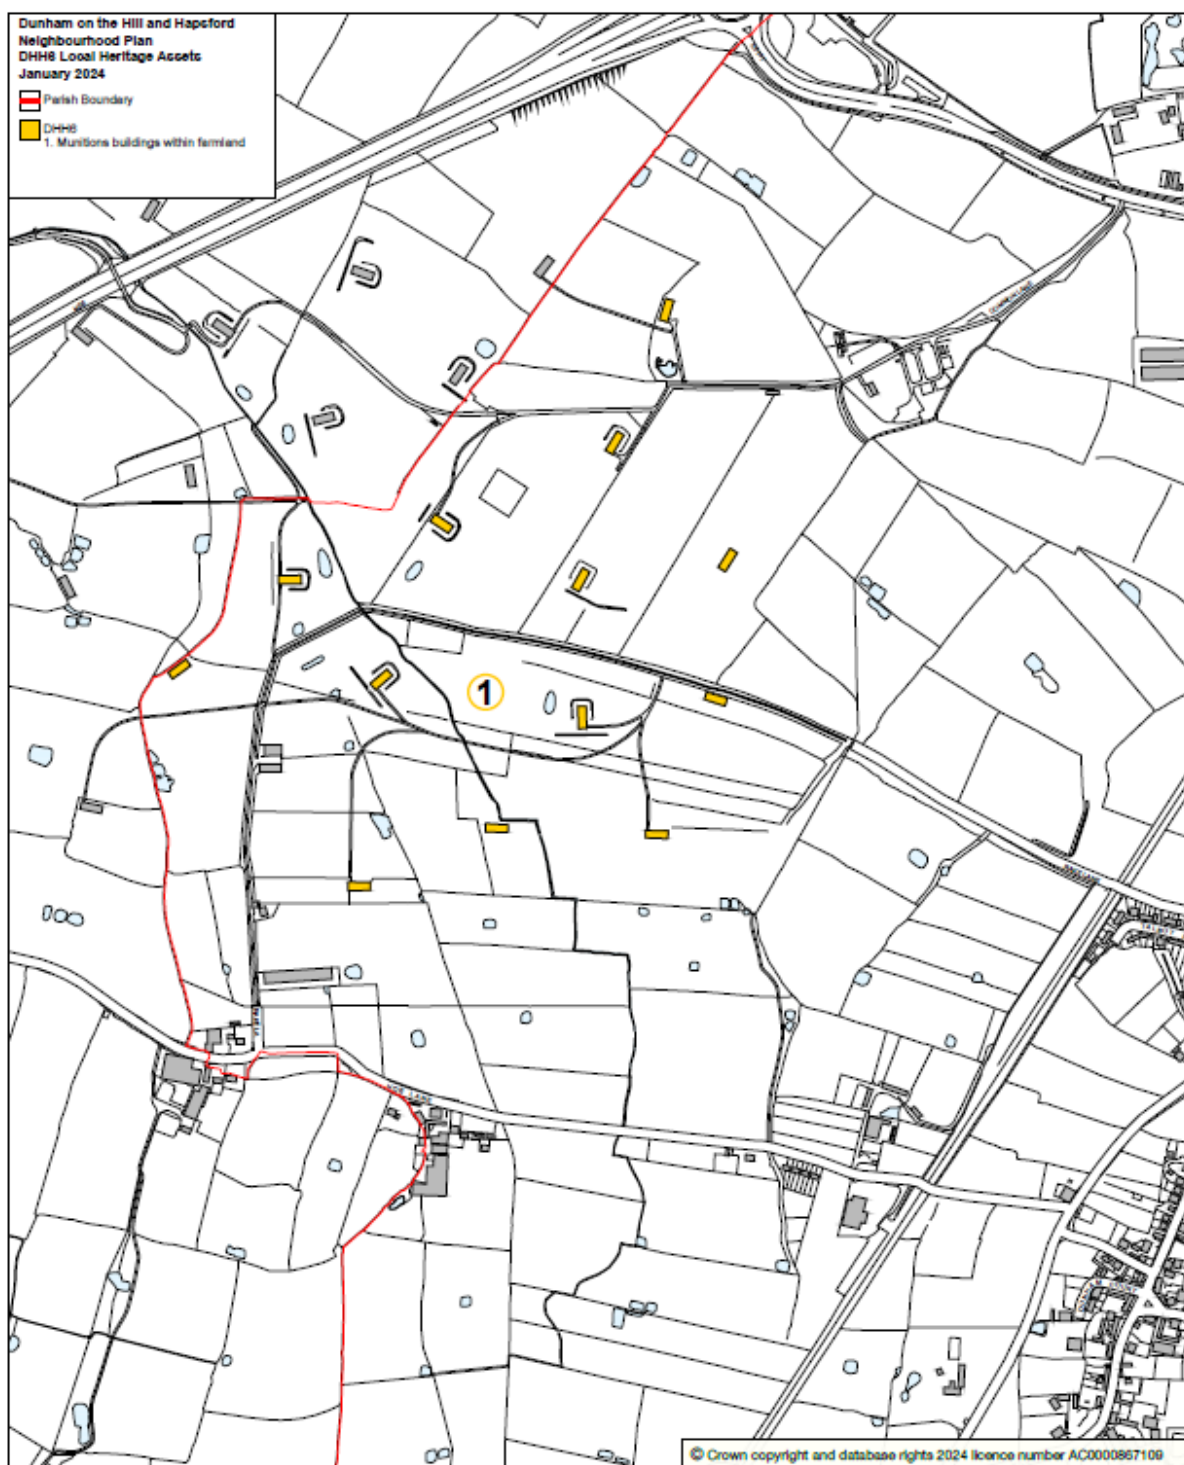 Dunham on the Hill and Hapsford
Neighbourhood Plan
DHH6 Local Heritage Assets
January 2024
Parish Boundary
DHH6
1. Munitions buildings within farmland
1
© Crown copyright and database rights 2024 licence number AC0000867109